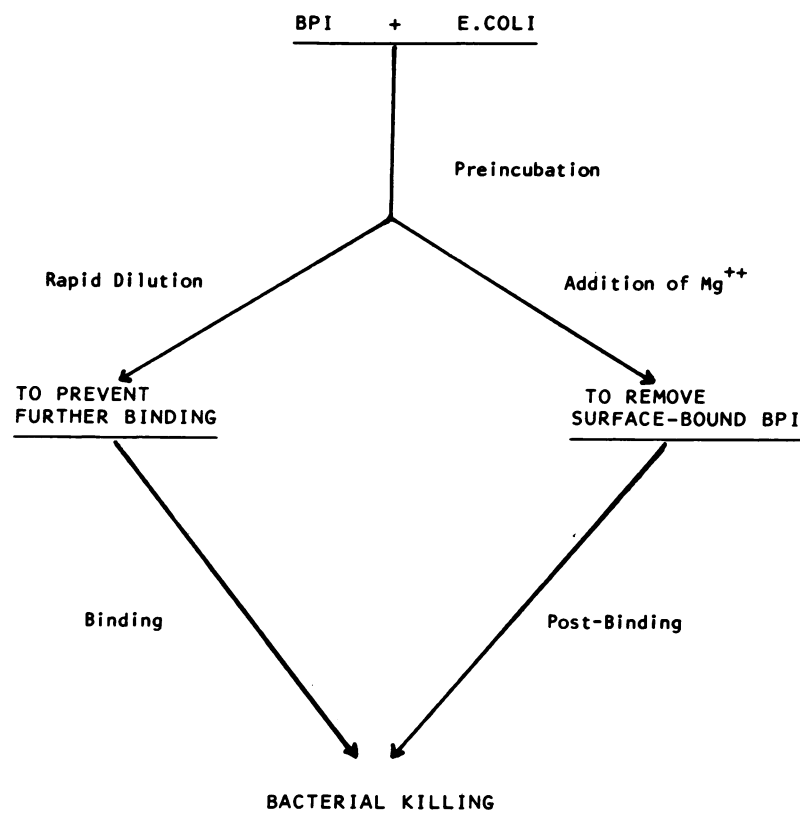 BPI + E.COLI
Preincubation
Rapid Dilution
Addition of Mg++
TO PREVENT
FURTHER BINDING
TO REMOVE
SURFACE-BOUND BPI
Binding
Post-Binding
BACTERIAL KILLING